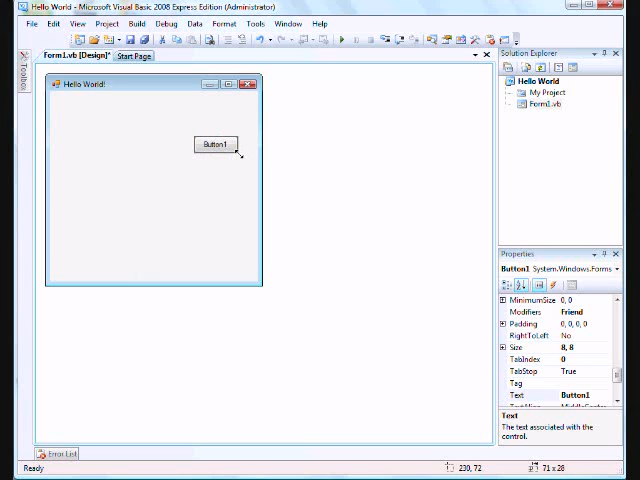 Hello World - Microsoft Visual Basic 2008 Express Edition (Administrator)
File Edit View Project Build Debug Data Format Tools Window Help
Form1.vb [Design]* Start Page
Toolbox
Hello World!
Button1
Solution Explorer
Hello World
My Project
Form1.vb
Properties
Button1 System.Windows.Forms
MinimumSize 0, 0
Modifiers Friend
Padding 0, 0, 0, 0
RightToLeft No
Size 8, 8
TabIndex 0
TabStop True
Tag
Text Button1
TextAlign MiddleCenter
Text
The text associated with the control.
Error List
Ready 230, 72 71 x 28